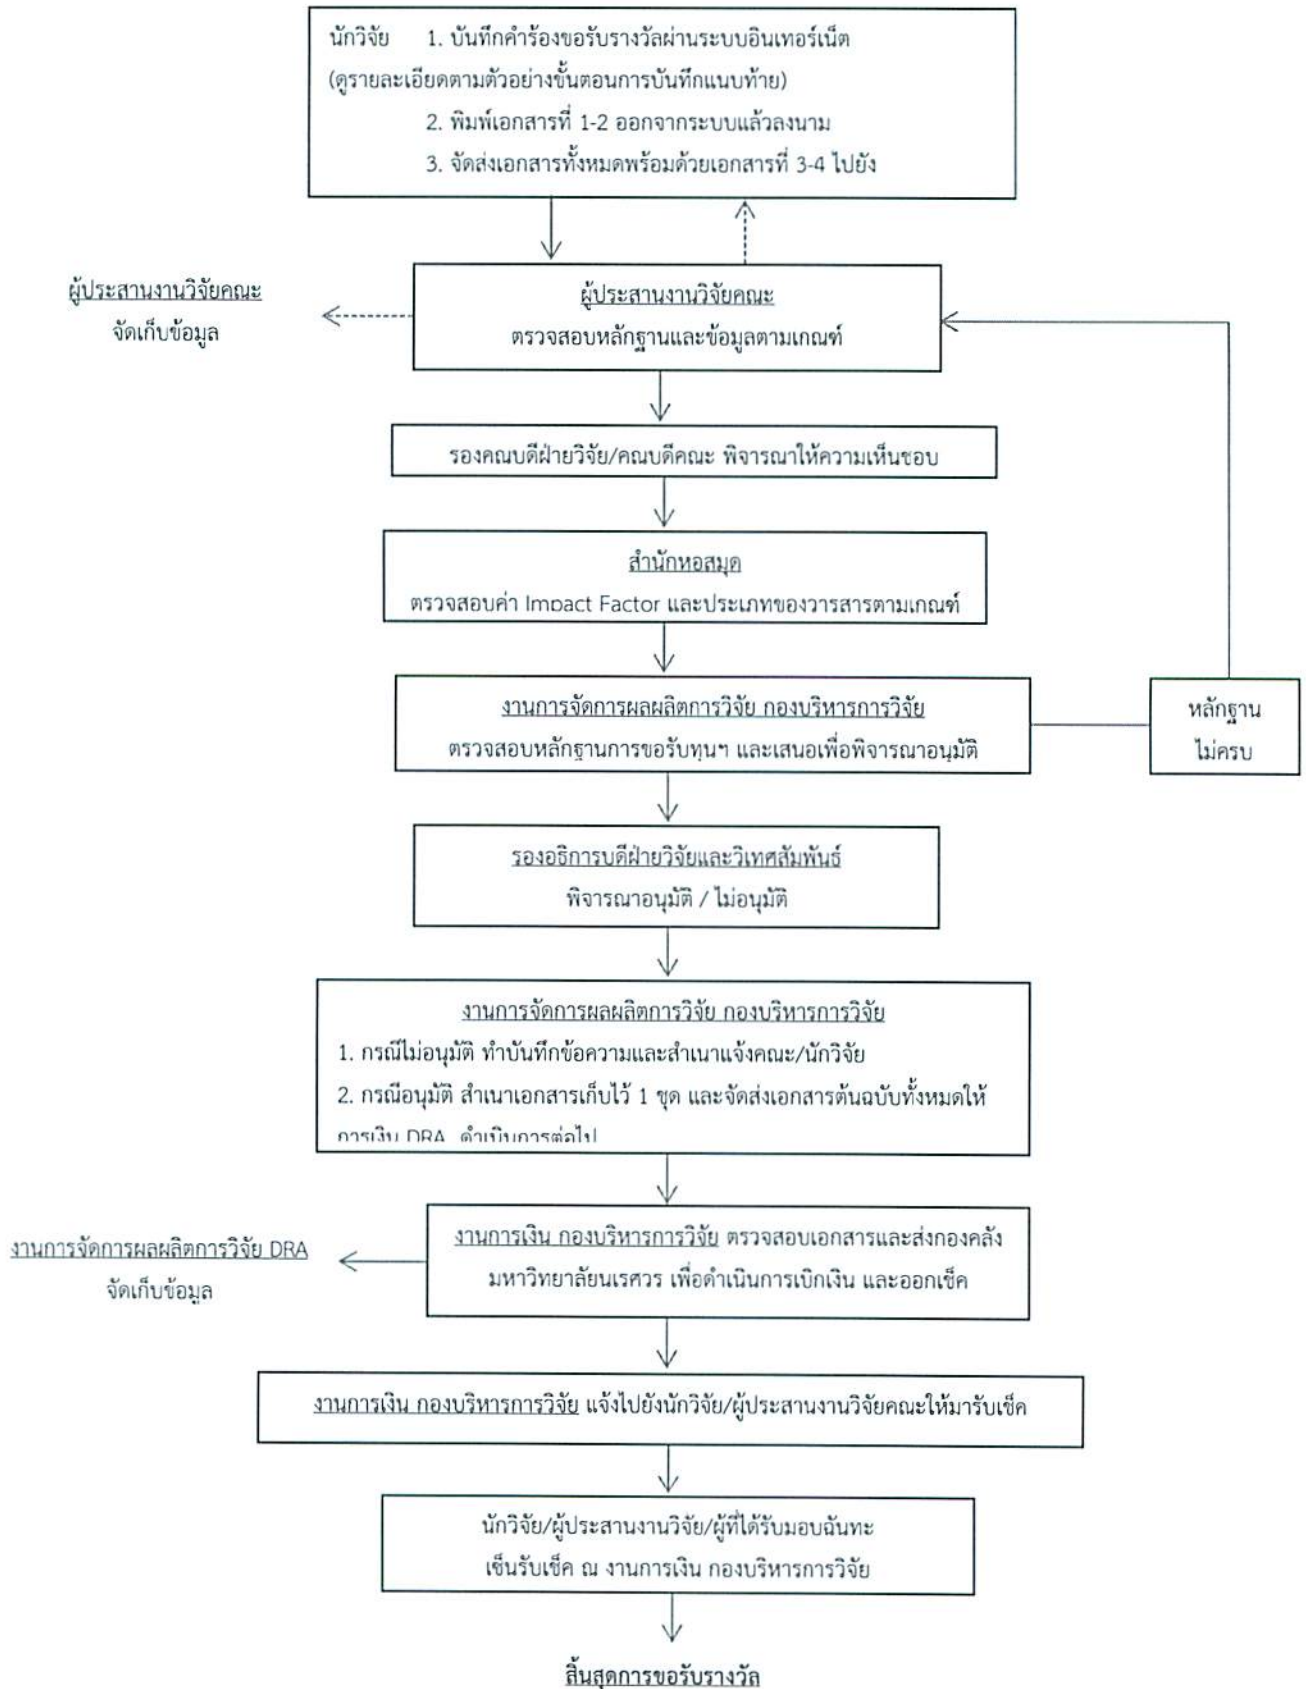 นักวิจัย 1. บันทึกคำร้องขอรับรางวัลผ่านระบบอินเทอร์เน็ต
(ดูรายละเอียดตามตัวอย่างขั้นตอนการบันทึกแนบท้าย)
2. พิมพ์เอกสารที่ 1-2 ออกจากระบบแล้วลงนาม
3. จัดส่งเอกสารทั้งหมดพร้อมด้วยเอกสารที่ 3-4 ไปยัง
ผู้ประสานงานวิจัยคณะ
จัดเก็บข้อมูล
ผู้ประสานงานวิจัยคณะ
ตรวจสอบหลักฐานและข้อมูลตามเกณฑ์
รองคณบดีฝ่ายวิจัย/คณบดีคณะ พิจารณาให้ความเห็นชอบ
สำนักหอสมุด
ตรวจสอบค่า Impact Factor และประเภทของวารสารตามเกณฑ์
งานการจัดการผลผลิตการวิจัย กองบริหารการวิจัย
ตรวจสอบหลักฐานการขอรับทุนฯ และเสนอเพื่อพิจารณาอนุมัติ
หลักฐาน
ไม่ครบ
รองอธิการบดีฝ่ายวิจัยและวิเทศสัมพันธ์
พิจารณาอนุมัติ / ไม่อนุมัติ
งานการจัดการผลผลิตการวิจัย กองบริหารการวิจัย
1. กรณีไม่อนุมัติ ทำบันทึกข้อความและสำเนาแจ้งคณะ/นักวิจัย
2. กรณีอนุมัติ สำเนาเอกสารเก็บไว้ 1 ชุด และจัดส่งเอกสารต้นฉบับทั้งหมดให้
การเงิน DRA ดำเนินการต่อไป
งานการจัดการผลผลิตการวิจัย DRA
จัดเก็บข้อมูล
งานการเงิน กองบริหารการวิจัย ตรวจสอบเอกสารและส่งกองคลัง
มหาวิทยาลัยนเรศวร เพื่อดำเนินการเบิกเงิน และออกเช็ค
งานการเงิน กองบริหารการวิจัย แจ้งไปยังนักวิจัย/ผู้ประสานงานวิจัยคณะให้มารับเช็ค
นักวิจัย/ผู้ประสานงานวิจัย/ผู้ที่ได้รับมอบฉันทะ
เซ็นรับเช็ค ณ งานการเงิน กองบริหารการวิจัย
สิ้นสุดการขอรับรางวัล